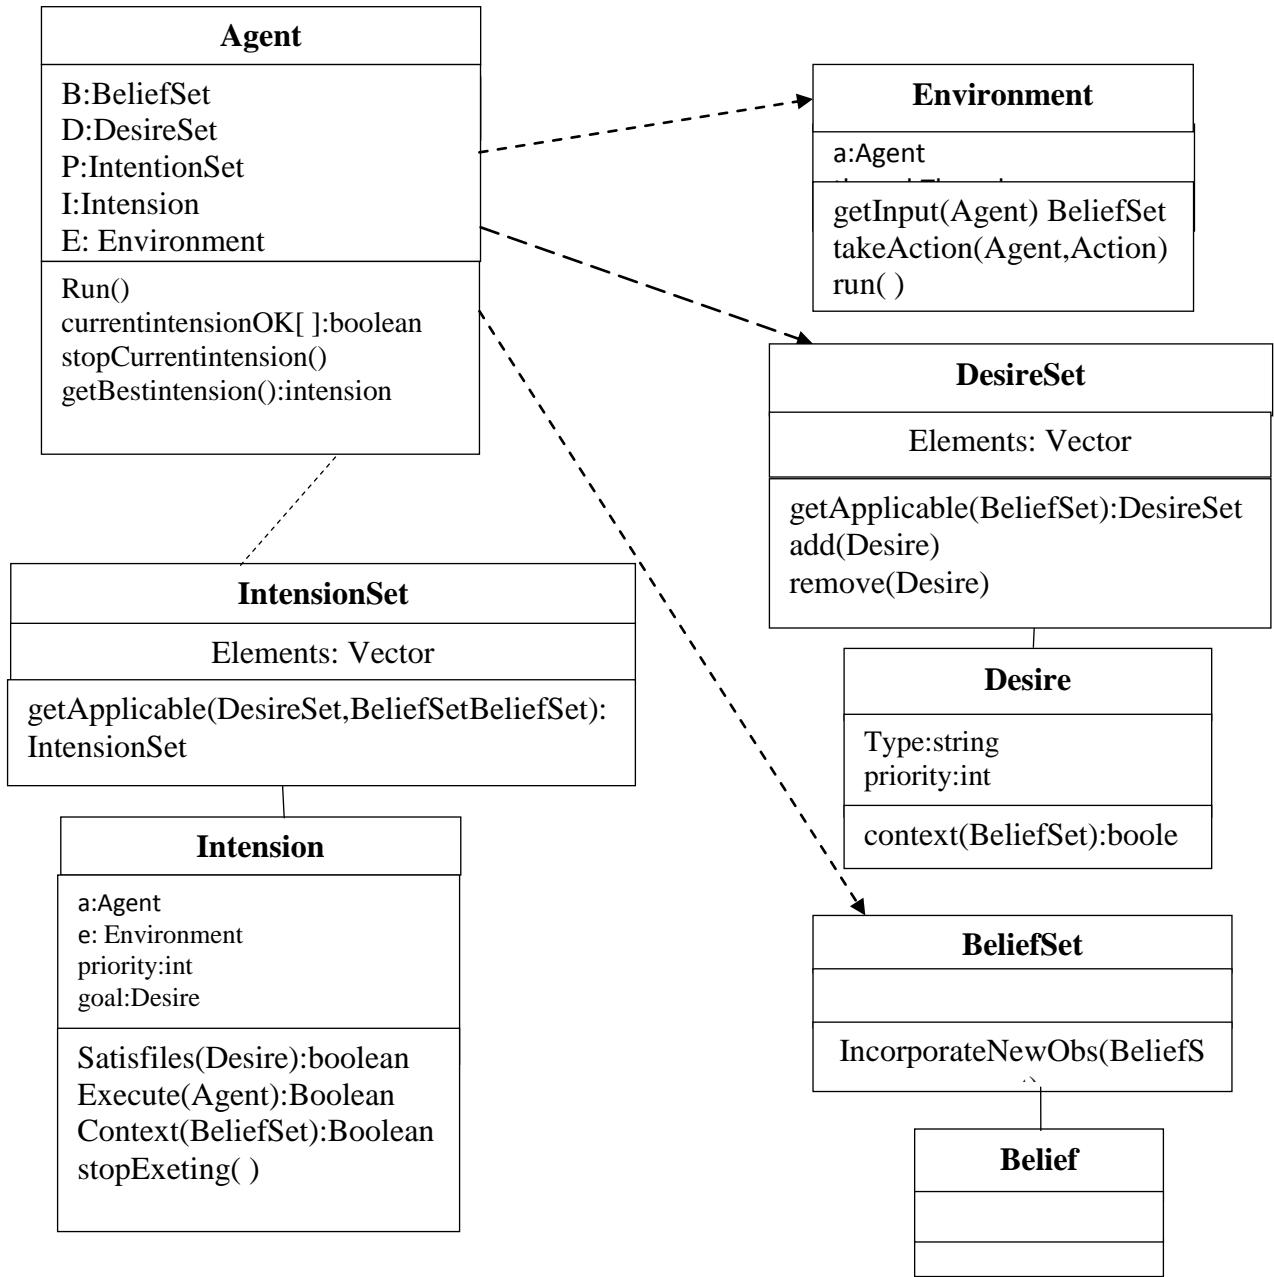 Agent
B:BeliefSet
D:DesireSet
P:IntentionSet
I:Intension
E: Environment
Run()
currentintensionOK[ ]:boolean
stopCurrentintension()
getBestintension():intension
Environment
a:Agent
getInput(Agent) BeliefSet
takeAction(Agent,Action)
run( )
DesireSet
Elements: Vector
getApplicable(BeliefSet):DesireSet
add(Desire)
remove(Desire)
IntensionSet
Elements: Vector
getApplicable(DesireSet,BeliefSetBeliefSet):
IntensionSet
Desire
Type:string
priority:int
context(BeliefSet):boole
Intension
a:Agent
e: Environment
priority:int
goal:Desire
Satisfiles(Desire):boolean
Execute(Agent):Boolean
Context(BeliefSet):Boolean
stopExeting( )
BeliefSet
IncorporateNewObs(BeliefS
Belief